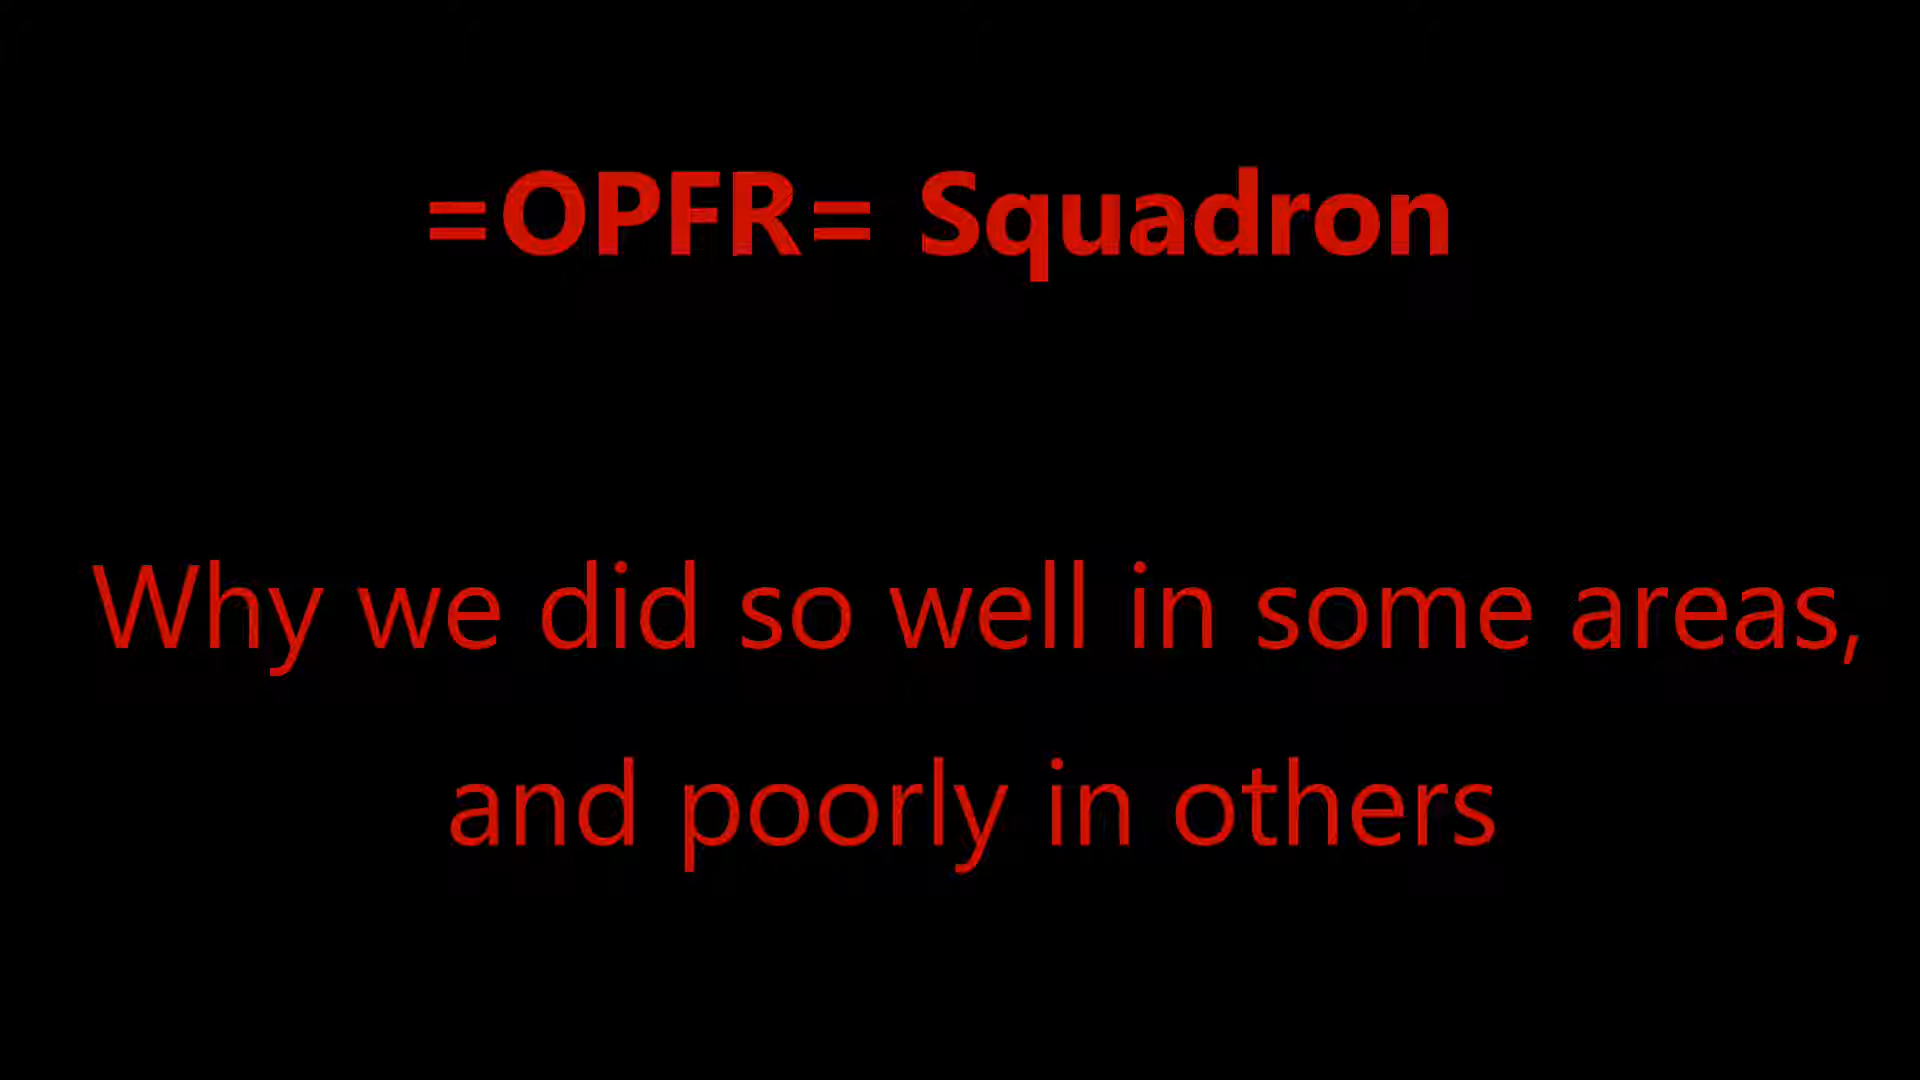 =OPFR= Squadron
Why we did so well in some areas,
and poorly in others